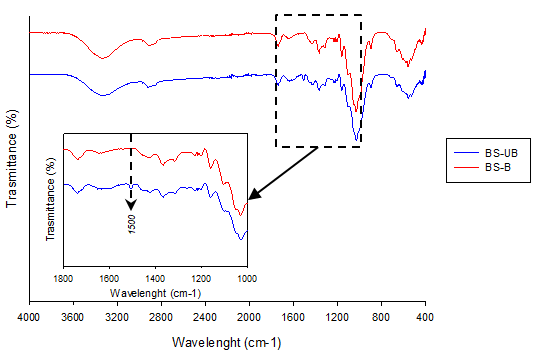 Trasmittance (%)
BS-UB
BS-B
Trasmittance (%)
1500
1800 1600 1400 1200 1000
Wavelenght (cm-1)
4000 3600 3200 2800 2400 2000 1600 1200 800 400
Wavelenght (cm-1)